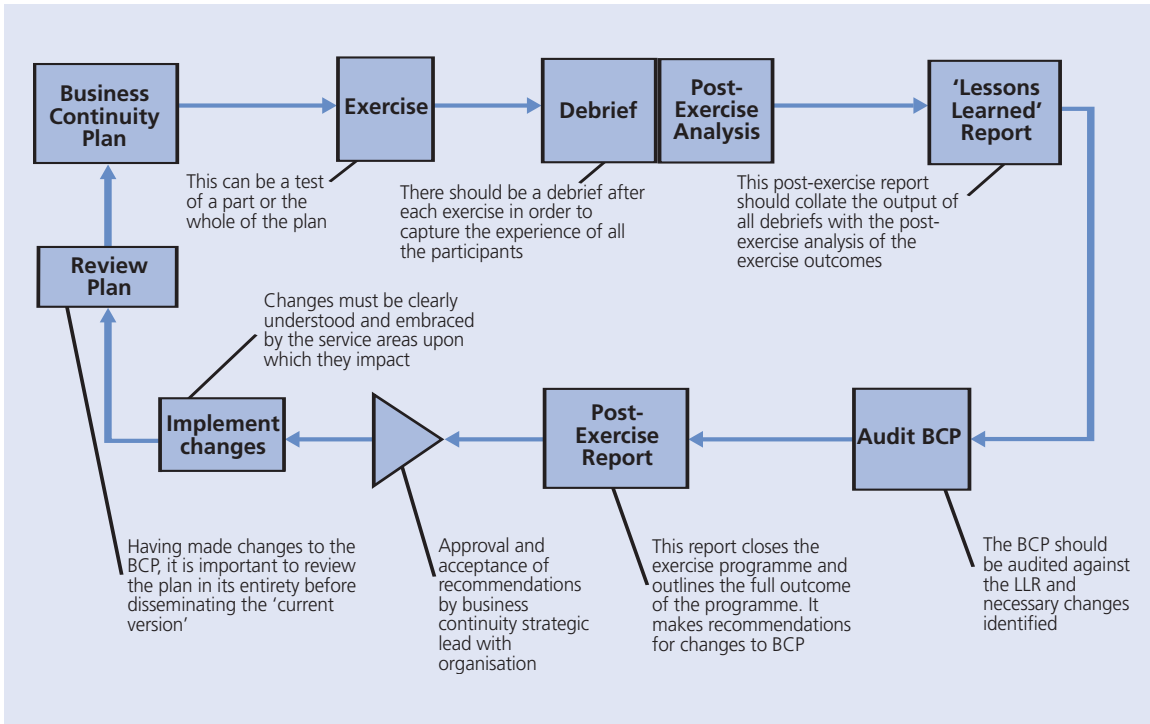 Business
Continuity
Plan
Exercise
Debrief
Post-
Exercise
Analysis
‘Lessons
Learned’
Report
This can be a test
of a part or the
whole of the plan
There should be a debrief after
each exercise in order to
capture the experience of all
the participants
This post-exercise report
should collate the output of
all debriefs with the post-
exercise analysis of the
exercise outcomes
Review
Plan
Changes must be clearly
understood and embraced
by the service areas upon
which they impact
Implement
changes
Post-
Exercise
Report
Audit BCP
Having made changes to the
BCP, it is important to review
the plan in its entirety before
disseminating the ‘current
version’
Approval and
acceptance of
recommendations
by business
continuity strategic
lead with
organisation
This report closes the
exercise programme and
outlines the full outcome
of the programme. It
makes recommendations
for changes to BCP
The BCP should
be audited against
the LLR and
necessary changes
identified